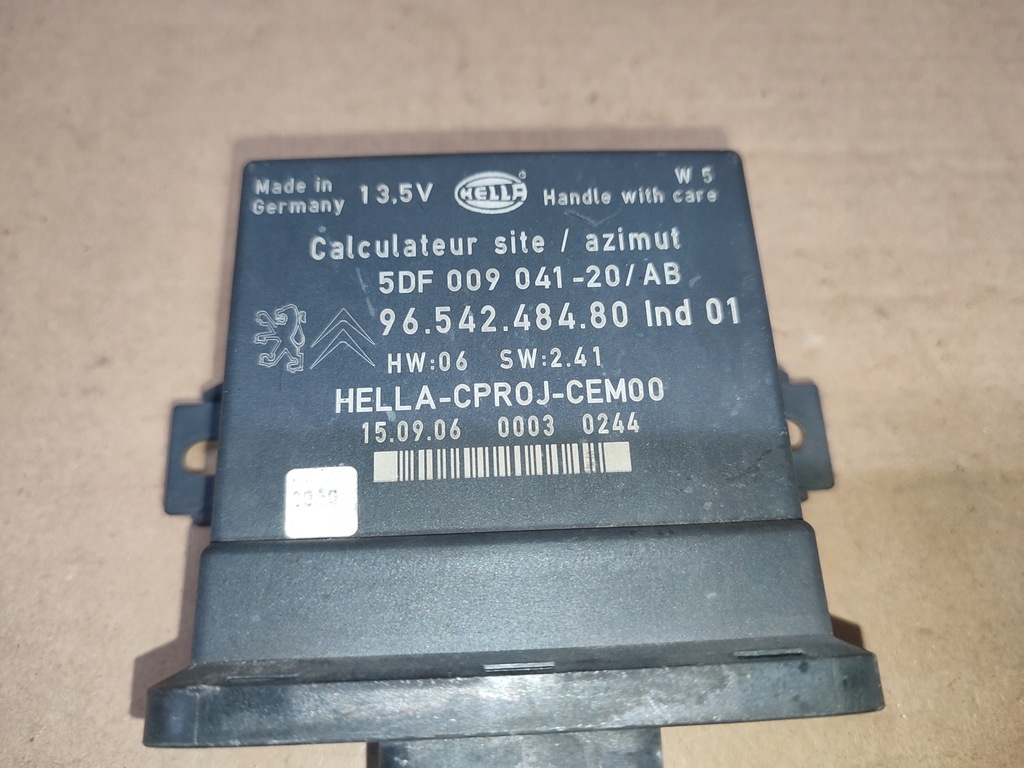 Made in
Germany
13,5V
HELLA®
W 5
Handle with care
Calculateur site / azimut
5DF 009 041-20/AB
96.542.484.80 Ind 01
HW:06 SW:2.41
HELLA-CPROJ-CEM00
15.09.06 0003 0244